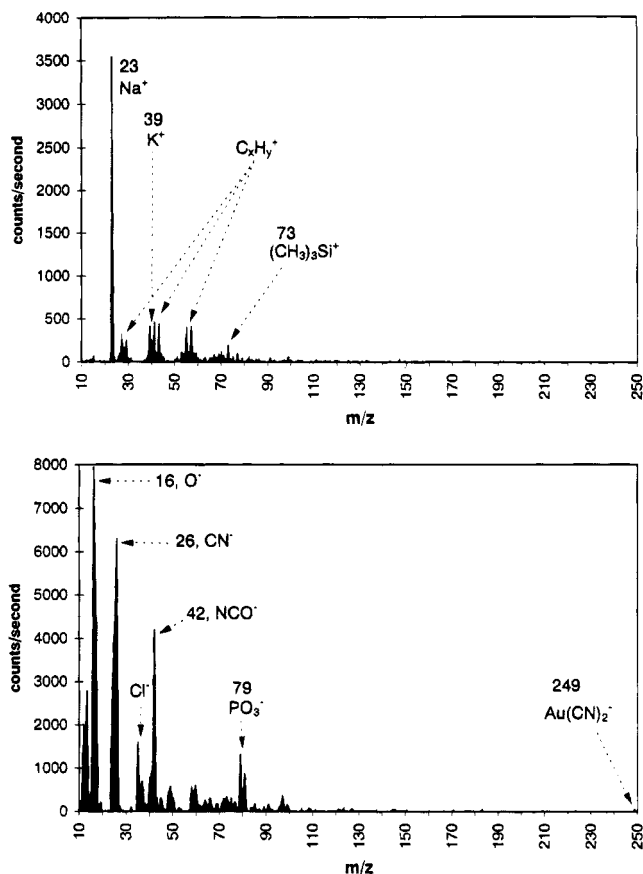 4000
3500
3000
2500
2000
1500
1000
500
0
counts/second
23
Na⁺
39
K⁺
CₓHᵧ⁺
73
(CH₃)₃Si⁺
10 30 50 70 90 110 130 150 170 190 210 230 250
m/z
8000
7000
6000
5000
4000
3000
2000
1000
0
counts/second
16, O⁻
26, CN⁻
42, NCO⁻
Cl⁻
79
PO₃⁻
249
Au(CN)₂⁻
10 30 50 70 90 110 130 150 170 190 210 230 250
m/z